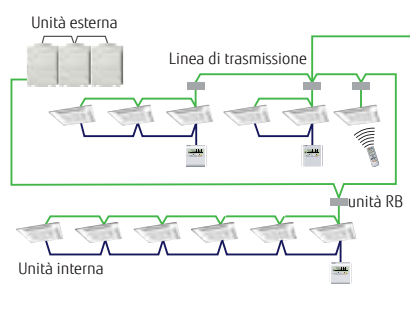 Unità esterna
Linea di trasmissione
unità RB
Unità interna